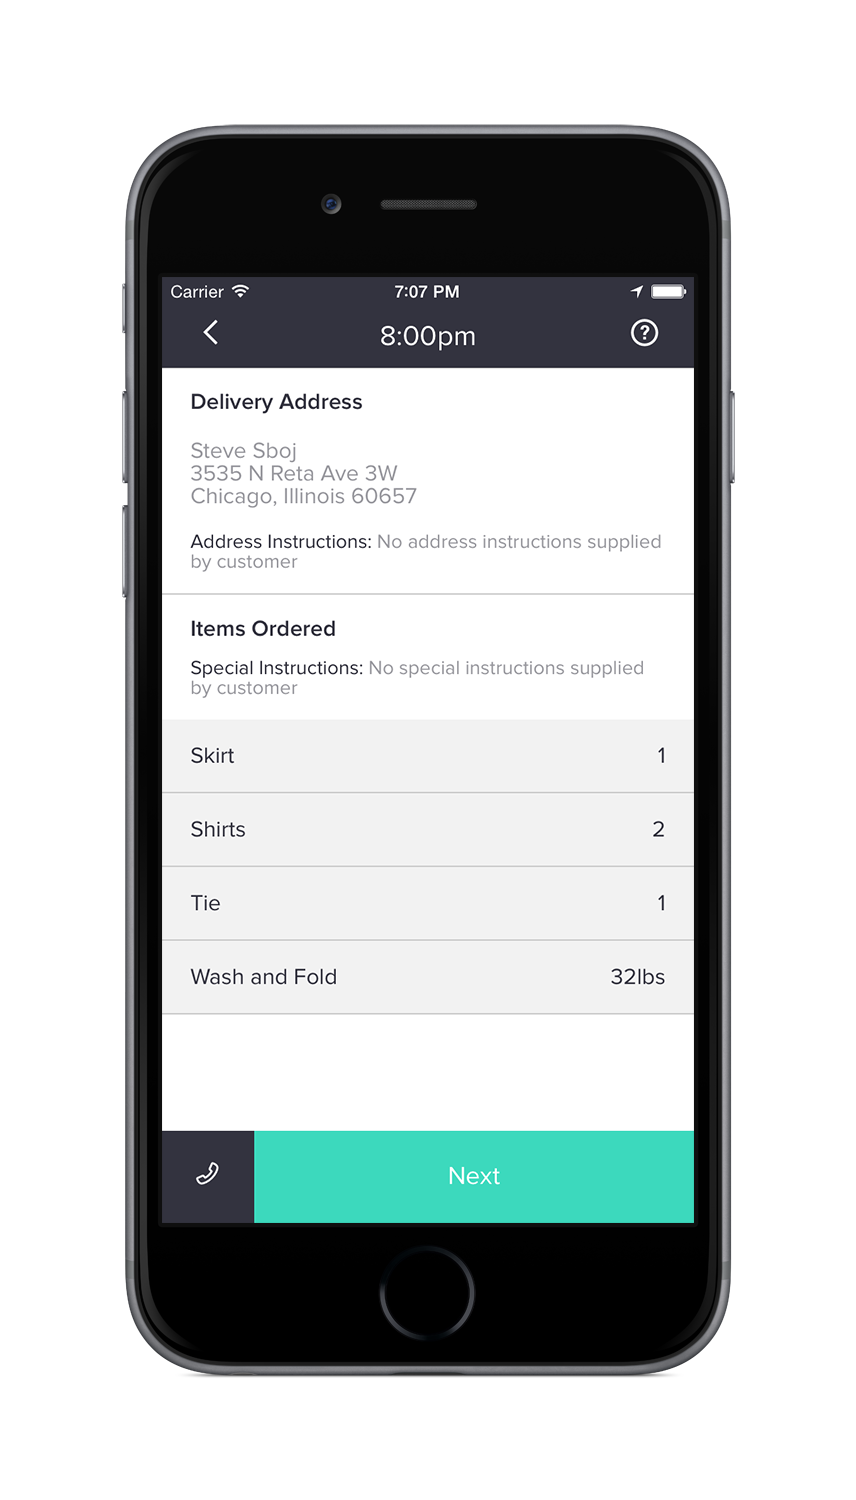 Carrier 7:07 PM
8:00pm
Delivery Address
Steve Sboj
3535 N Reta Ave 3W
Chicago, Illinois 60657
Address Instructions: No address instructions supplied
by customer
Items Ordered
Special Instructions: No special instructions supplied
by customer
Skirt 1
Shirts 2
Tie 1
Wash and Fold 32lbs
Next